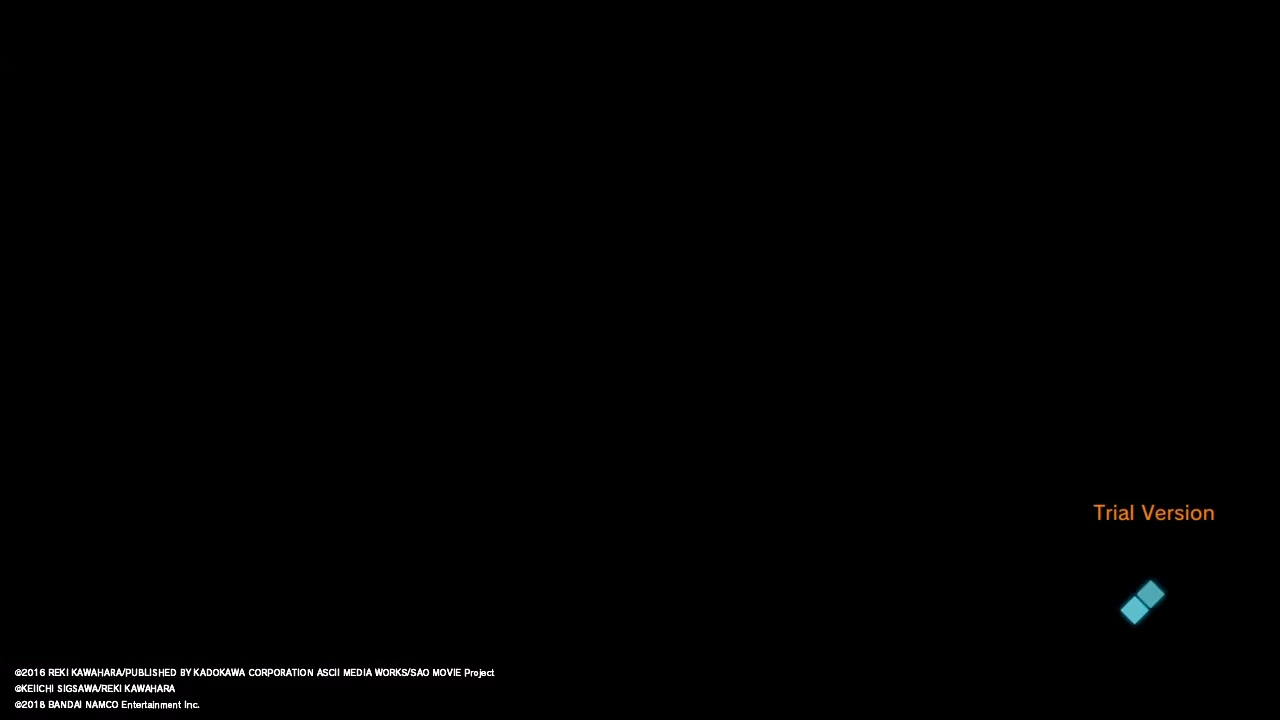 Trial Version
©2016 REKI KAWAHARA/PUBLISHED BY KADOKAWA CORPORATION ASCII MEDIA WORKS/SAO MOVIE Project
©KEIICHI SIGSAWA/REKI KAWAHARA
©2018 BANDAI NAMCO Entertainment Inc.